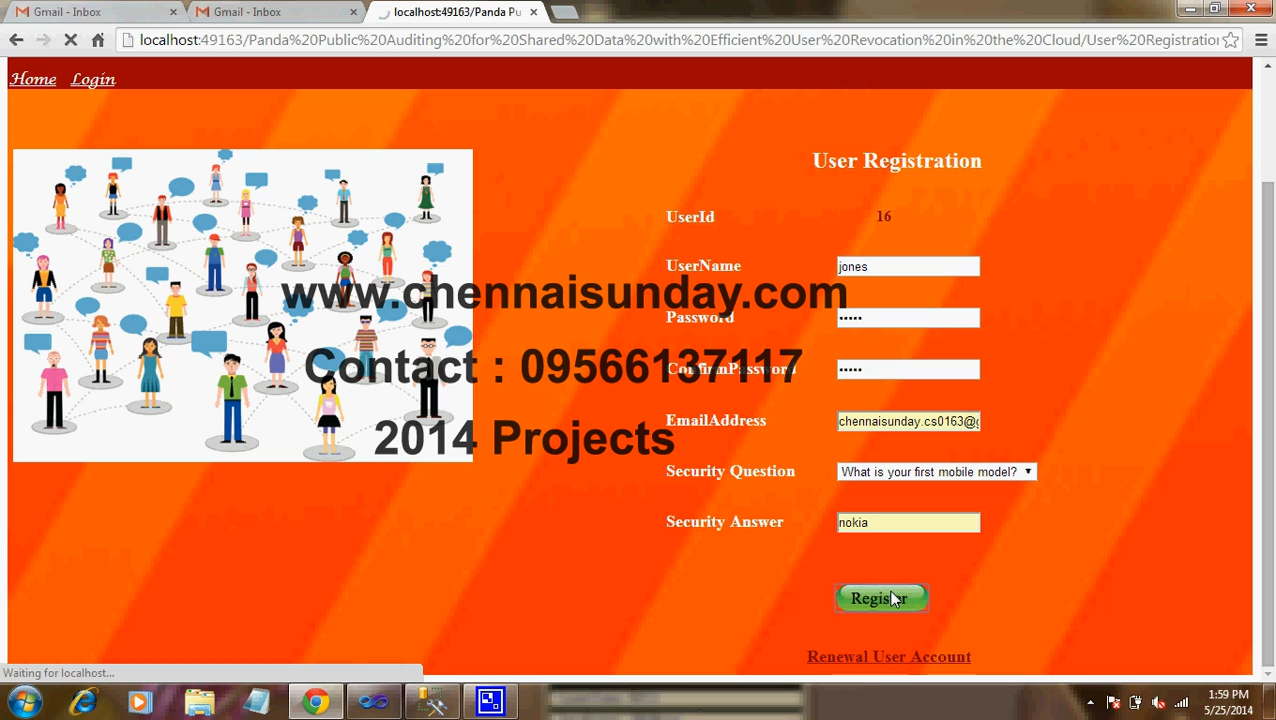 Gmail - Inbox
Gmail - Inbox
localhost:49163/Panda Pu
localhost:49163/Panda%20Public%20Auditing%20for%20Shared%20Data%20with%20Efficient%20User%20Revocation%20in%20the%20Cloud/User%20Registration
Home Login
User Registration
UserId 16
UserName jones
www.chennaisunday.com
Password •••••
Contact : 09566137117
ConfirmPassword •••••
EmailAddress chennaisunday.cs0163@g
2014 Projects
Security Question What is your first mobile model?
Security Answer nokia
Register
Renewal User Account
Waiting for localhost...
1:59 PM
5/25/2014